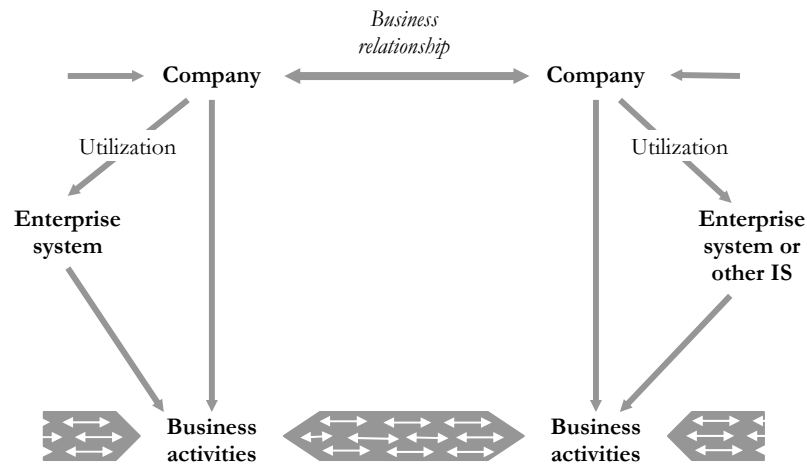 Business
relationship
Company
Company
Utilization
Utilization
Enterprise
system
Enterprise
system or
other IS
Business
activities
Business
activities